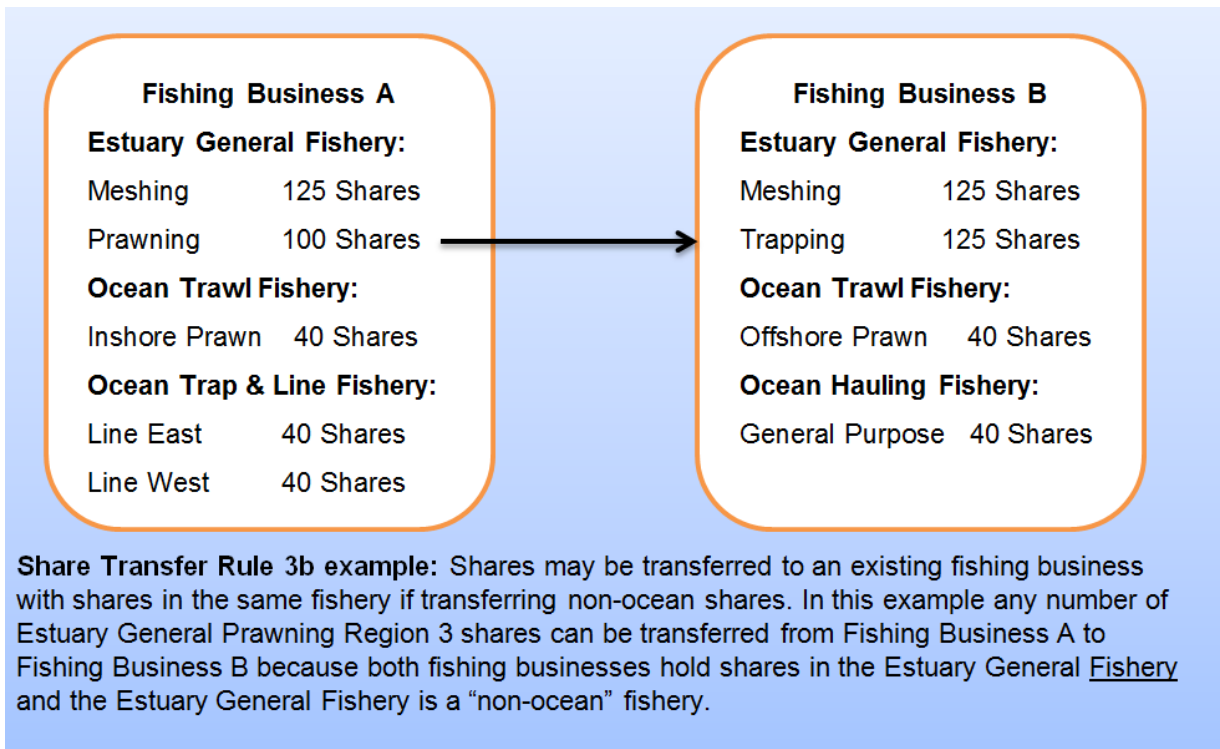 Fishing Business A
Estuary General Fishery:
Meshing 125 Shares
Prawning 100 Shares
Ocean Trawl Fishery:
Inshore Prawn 40 Shares
Ocean Trap & Line Fishery:
Line East 40 Shares
Line West 40 Shares
Fishing Business B
Estuary General Fishery:
Meshing 125 Shares
Trapping 125 Shares
Ocean Trawl Fishery:
Offshore Prawn 40 Shares
Ocean Hauling Fishery:
General Purpose 40 Shares
Share Transfer Rule 3b example: Shares may be transferred to an existing fishing business
with shares in the same fishery if transferring non-ocean shares. In this example any number of
Estuary General Prawning Region 3 shares can be transferred from Fishing Business A to
Fishing Business B because both fishing businesses hold shares in the Estuary General Fishery
and the Estuary General Fishery is a “non-ocean” fishery.